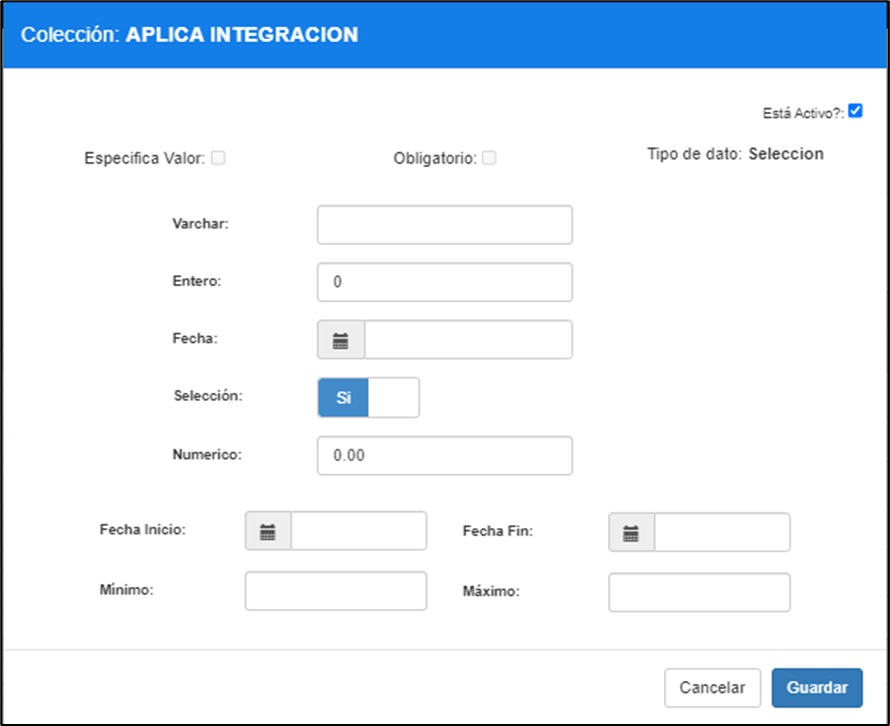 Colección: APLICA INTEGRACION
Está Activo?:
Especifica Valor: Obligatorio: Tipo de dato: Seleccion
Varchar:
Entero: 0
Fecha:
Selección: Si
Numerico: 0.00
Fecha Inicio: Fecha Fin:
Mínimo: Máximo:
Cancelar Guardar